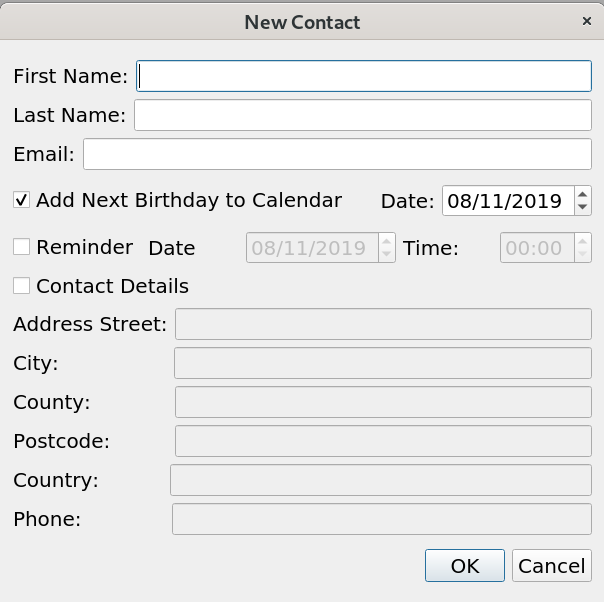 New Contact ×
First Name:
Last Name:
Email:
Add Next Birthday to Calendar Date: 08/11/2019
Reminder Date 08/11/2019 Time: 00:00
Contact Details
Address Street:
City:
County:
Postcode:
Country:
Phone:
OK Cancel